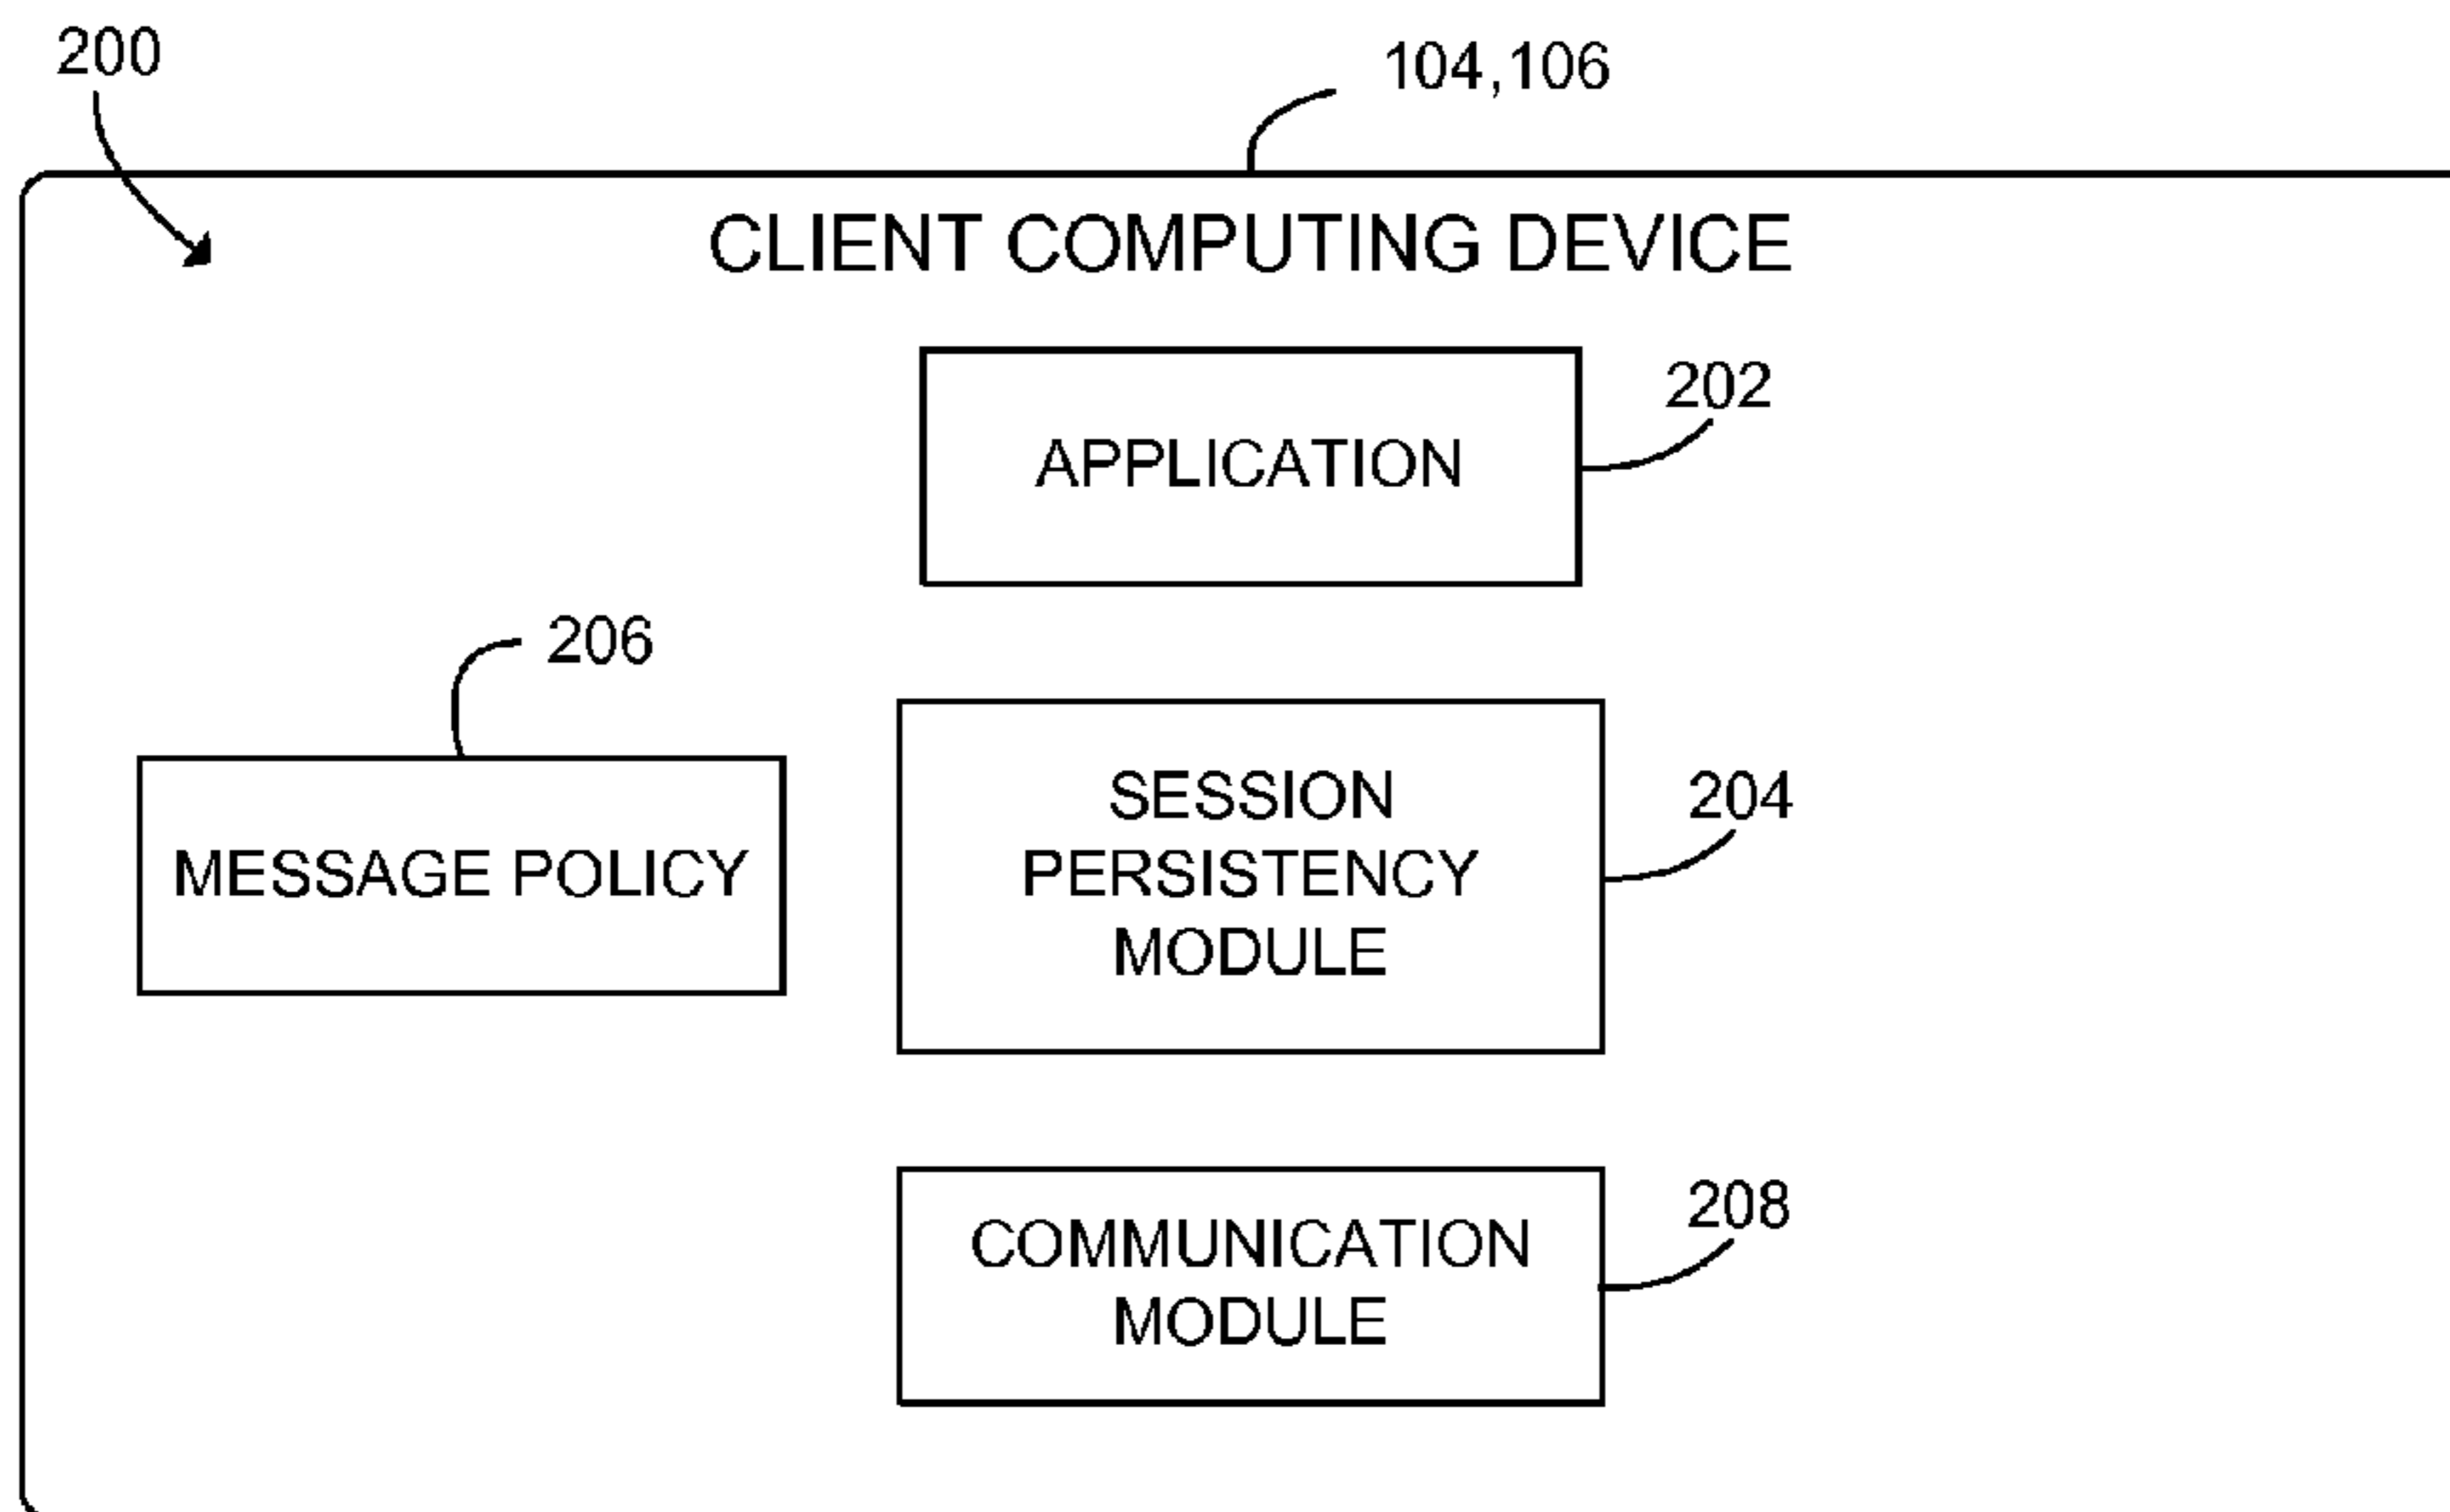 200
104,106
CLIENT COMPUTING DEVICE
APPLICATION
202
206
MESSAGE POLICY
SESSION
PERSISTENCY
MODULE
204
COMMUNICATION
MODULE
208